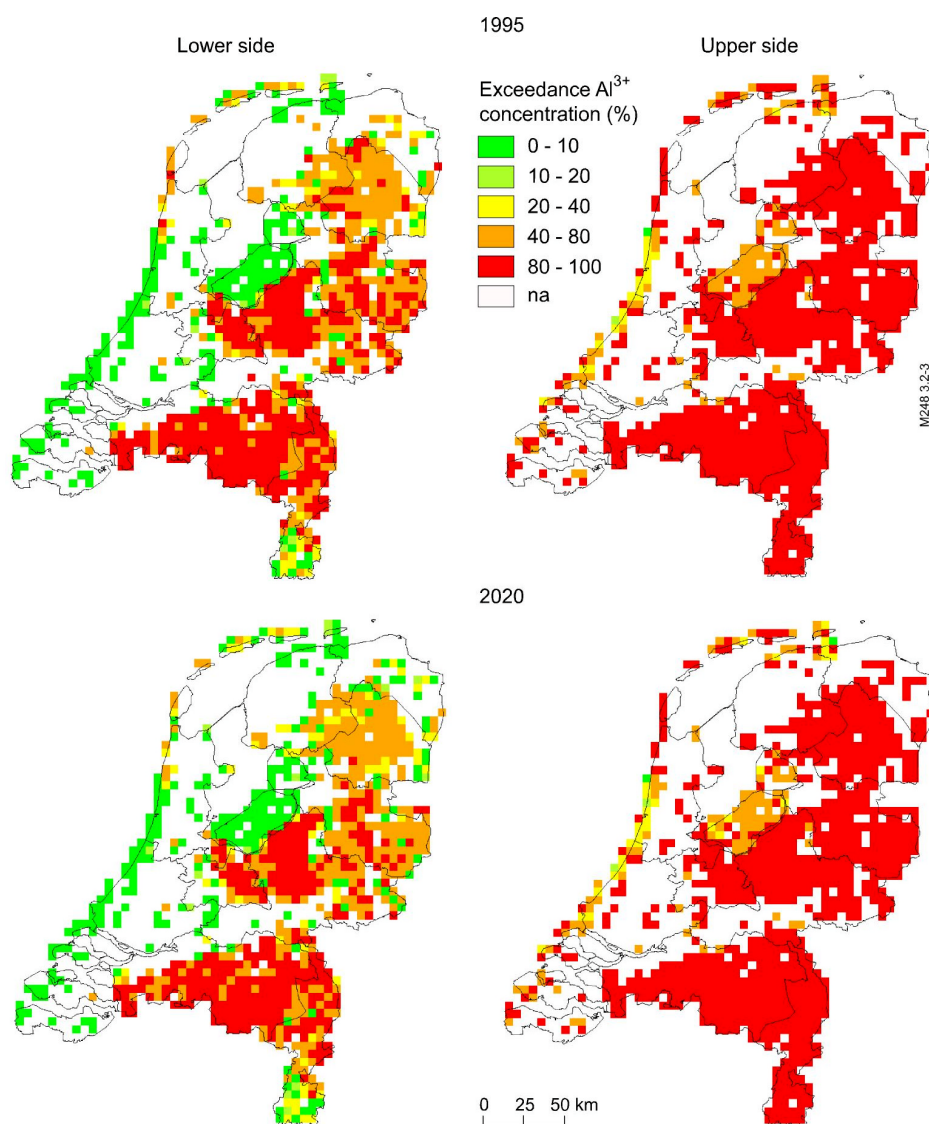 1995
Lower side
Upper side
Exceedance Al³⁺
concentration (%)
0 - 10
10 - 20
20 - 40
40 - 80
80 - 100
na
M248 3.2-3
2020
0 25 50 km